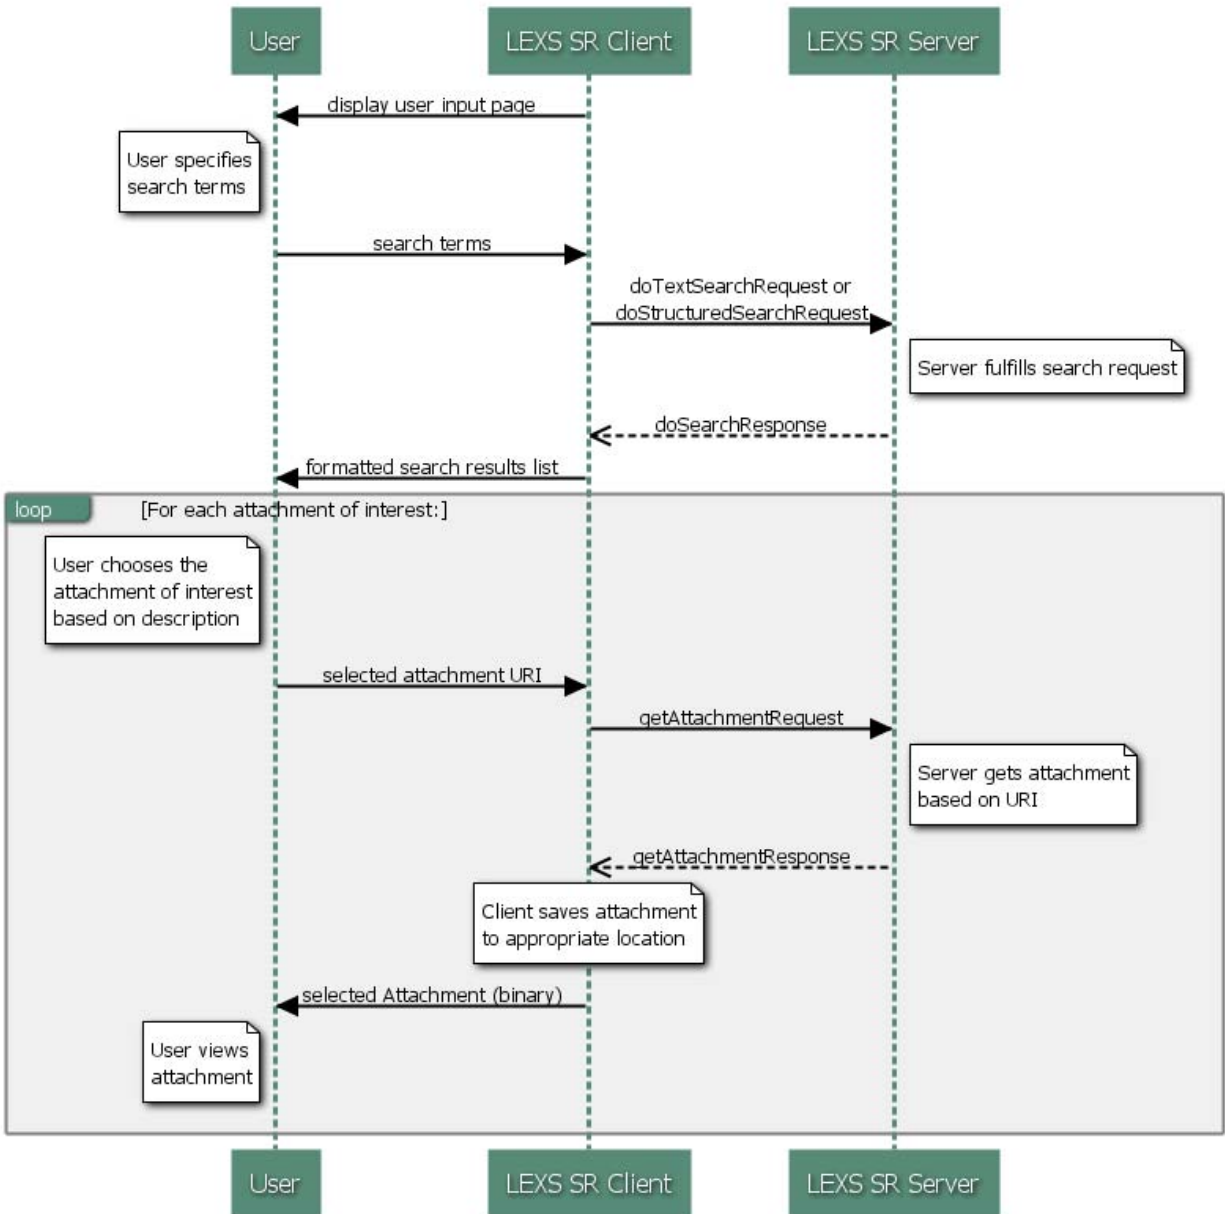 User
LEXS SR Client
LEXS SR Server
display user input page
User specifies
search terms
search terms
doTextSearchRequest or
doStructuredSearchRequest
Server fulfills search request
doSearchResponse
formatted search results list
loop
[For each attachment of interest:]
User chooses the
attachment of interest
based on description
selected attachment URI
getAttachmentRequest
Server gets attachment
based on URI
getAttachmentResponse
Client saves attachment
to appropriate location
selected Attachment (binary)
User views
attachment
User
LEXS SR Client
LEXS SR Server